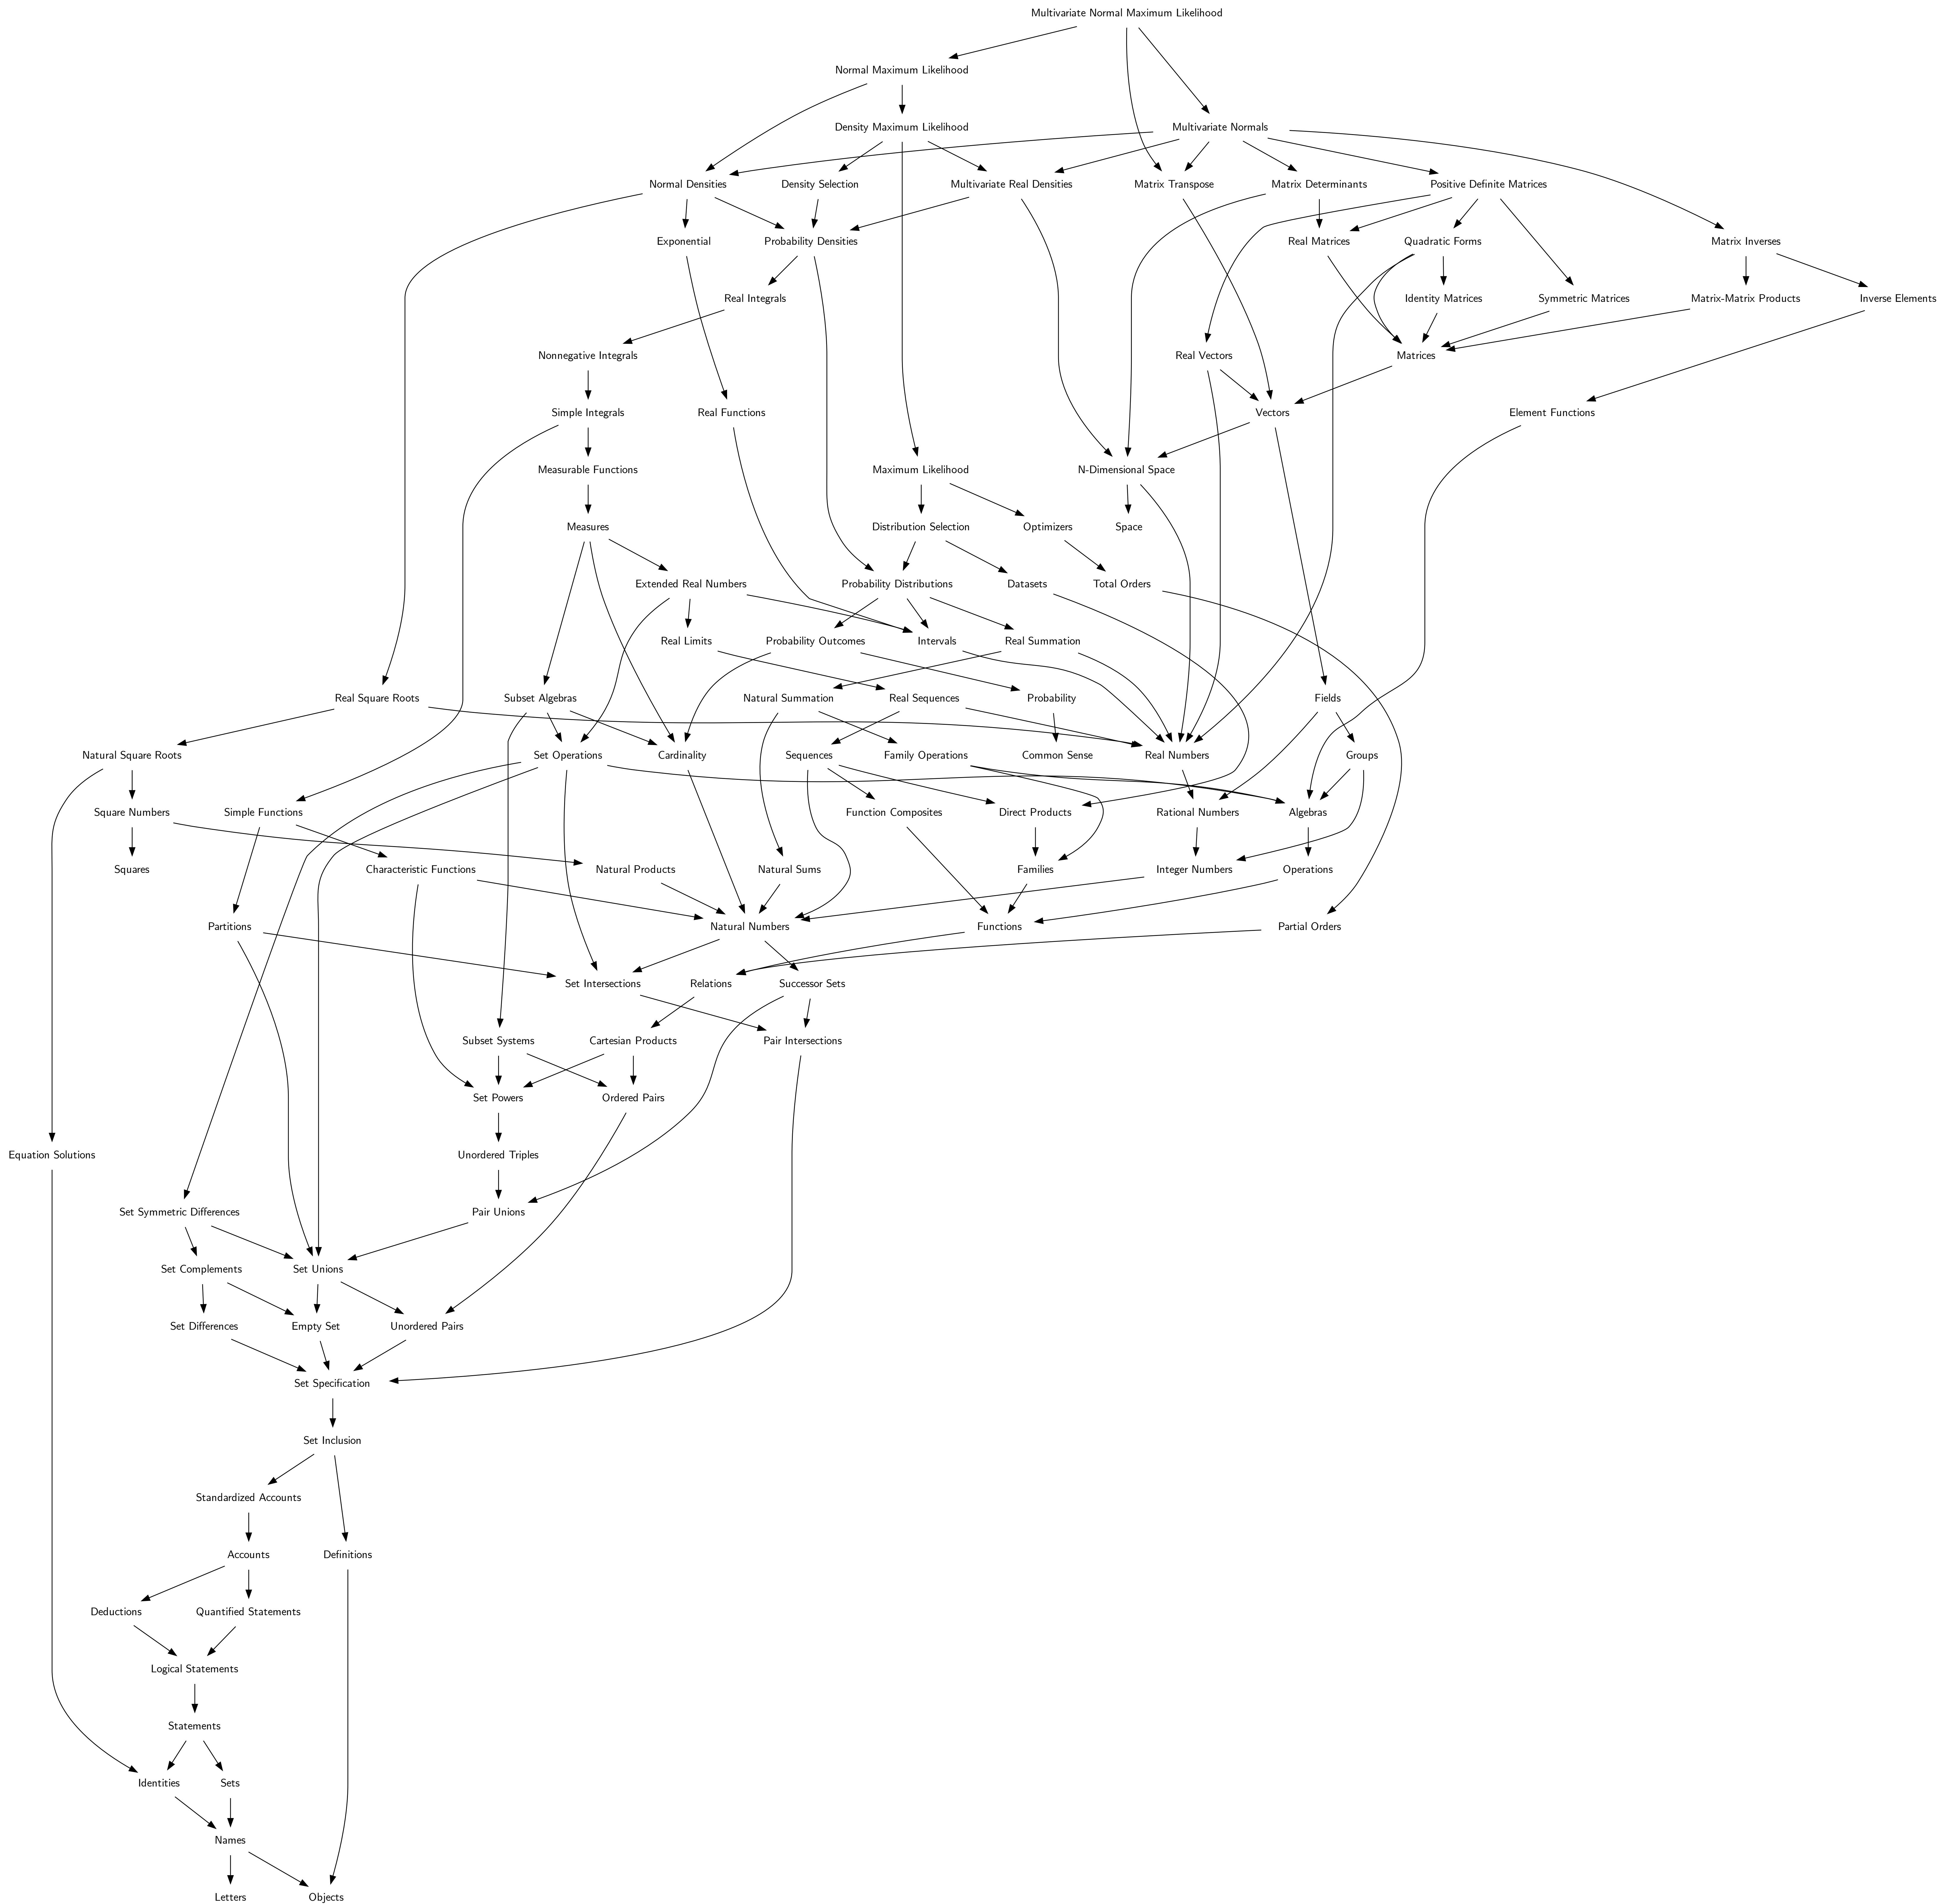 Multivariate Normal Maximum Likelihood
Normal Maximum Likelihood
Density Maximum Likelihood
Multivariate Normals
Normal Densities
Density Selection
Multivariate Real Densities
Matrix Transpose
Matrix Determinants
Positive Definite Matrices
Exponential
Probability Densities
Real Matrices
Quadratic Forms
Matrix Inverses
Real Integrals
Identity Matrices
Symmetric Matrices
Matrix-Matrix Products
Inverse Elements
Nonnegative Integrals
Real Vectors
Matrices
Simple Integrals
Real Functions
Vectors
Element Functions
Measurable Functions
Maximum Likelihood
N-Dimensional Space
Measures
Distribution Selection
Optimizers
Space
Extended Real Numbers
Probability Distributions
Datasets
Total Orders
Real Limits
Probability Outcomes
Intervals
Real Summation
Real Square Roots
Subset Algebras
Natural Summation
Real Sequences
Probability
Fields
Natural Square Roots
Set Operations
Cardinality
Sequences
Family Operations
Common Sense
Real Numbers
Groups
Square Numbers
Simple Functions
Function Composites
Direct Products
Rational Numbers
Algebras
Squares
Characteristic Functions
Natural Products
Natural Sums
Families
Integer Numbers
Operations
Partitions
Natural Numbers
Functions
Partial Orders
Set Intersections
Relations
Successor Sets
Subset Systems
Cartesian Products
Pair Intersections
Set Powers
Ordered Pairs
Equation Solutions
Unordered Triples
Set Symmetric Differences
Pair Unions
Set Complements
Set Unions
Set Differences
Empty Set
Unordered Pairs
Set Specification
Set Inclusion
Standardized Accounts
Accounts
Definitions
Deductions
Quantified Statements
Logical Statements
Statements
Identities
Sets
Names
Letters
Objects